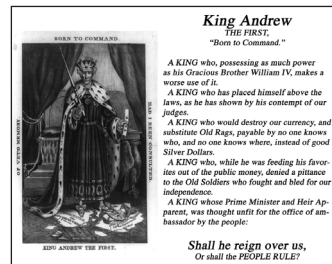 BORN TO COMMAND.
OF VETO MEMORY
HAD I BEEN CONSULTED.
KING ANDREW THE FIRST.
King Andrew
THE FIRST,
"Born to Command."
A KING who, possessing as much power
as his Gracious Brother William IV, makes a
worse use of it.
A KING who has placed himself above the
laws, as he has shown by his contempt of our
judges.
A KING who would destroy our currency, and
substitute Old Rags, payable by no one knows
who, and no one knows where, instead of good
Silver Dollars.
A KING who, while he was feeding his favor-
ites out of the public money, denied a pittance
to the Old Soldiers who fought and bled for our
independence.
A KING whose Prime Minister and Heir Ap-
parent, was thought unfit for the office of am-
bassador by the people:
Shall he reign over us,
Or shall the PEOPLE RULE?